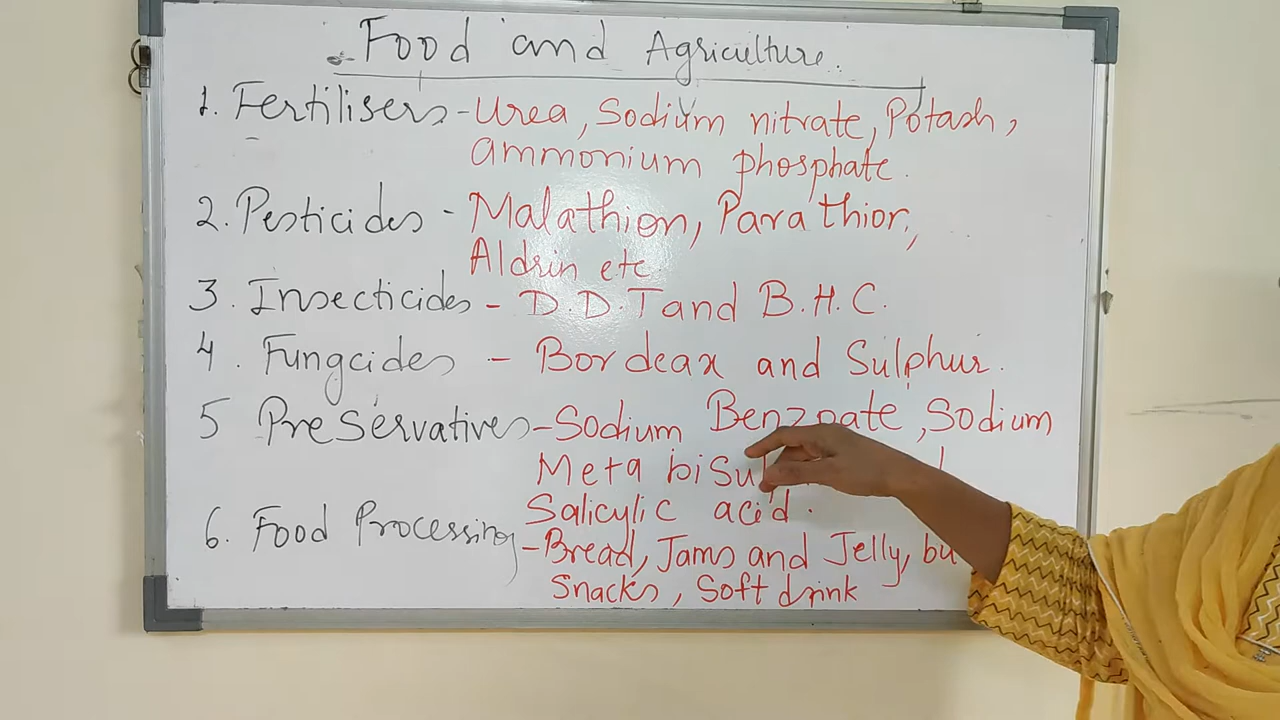 Food and Agriculture.
1. Fertilisers - Urea, Sodium nitrate, Potash,
ammonium phosphate.
2. Pesticides - Malathion, Parathion,
Aldrin etc.
3. Insecticides - D.D.T and B.H.C.
4. Fungcides - Bordeax and Sulphur.
5 Preservatives - Sodium Benzoate, Sodium
Meta
Salicylic acid.
6. Food Processing - Bread, Jams and Jelly,
Snacks, Soft drink